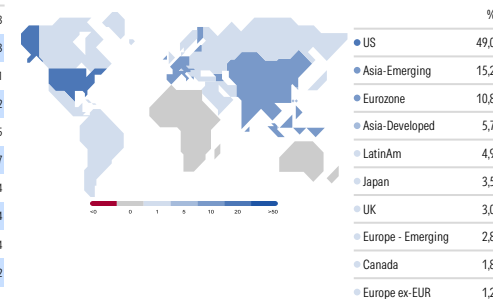 %
US 49,0
Asia-Emerging 15,2
Eurozone 10,8
Asia-Developed 5,7
LatinAm 4,9
Japan 3,5
UK 3,0
Europe - Emerging 2,8
Canada 1,8
Europe ex-EUR 1,2
<0 0 1 5 10 20 >50